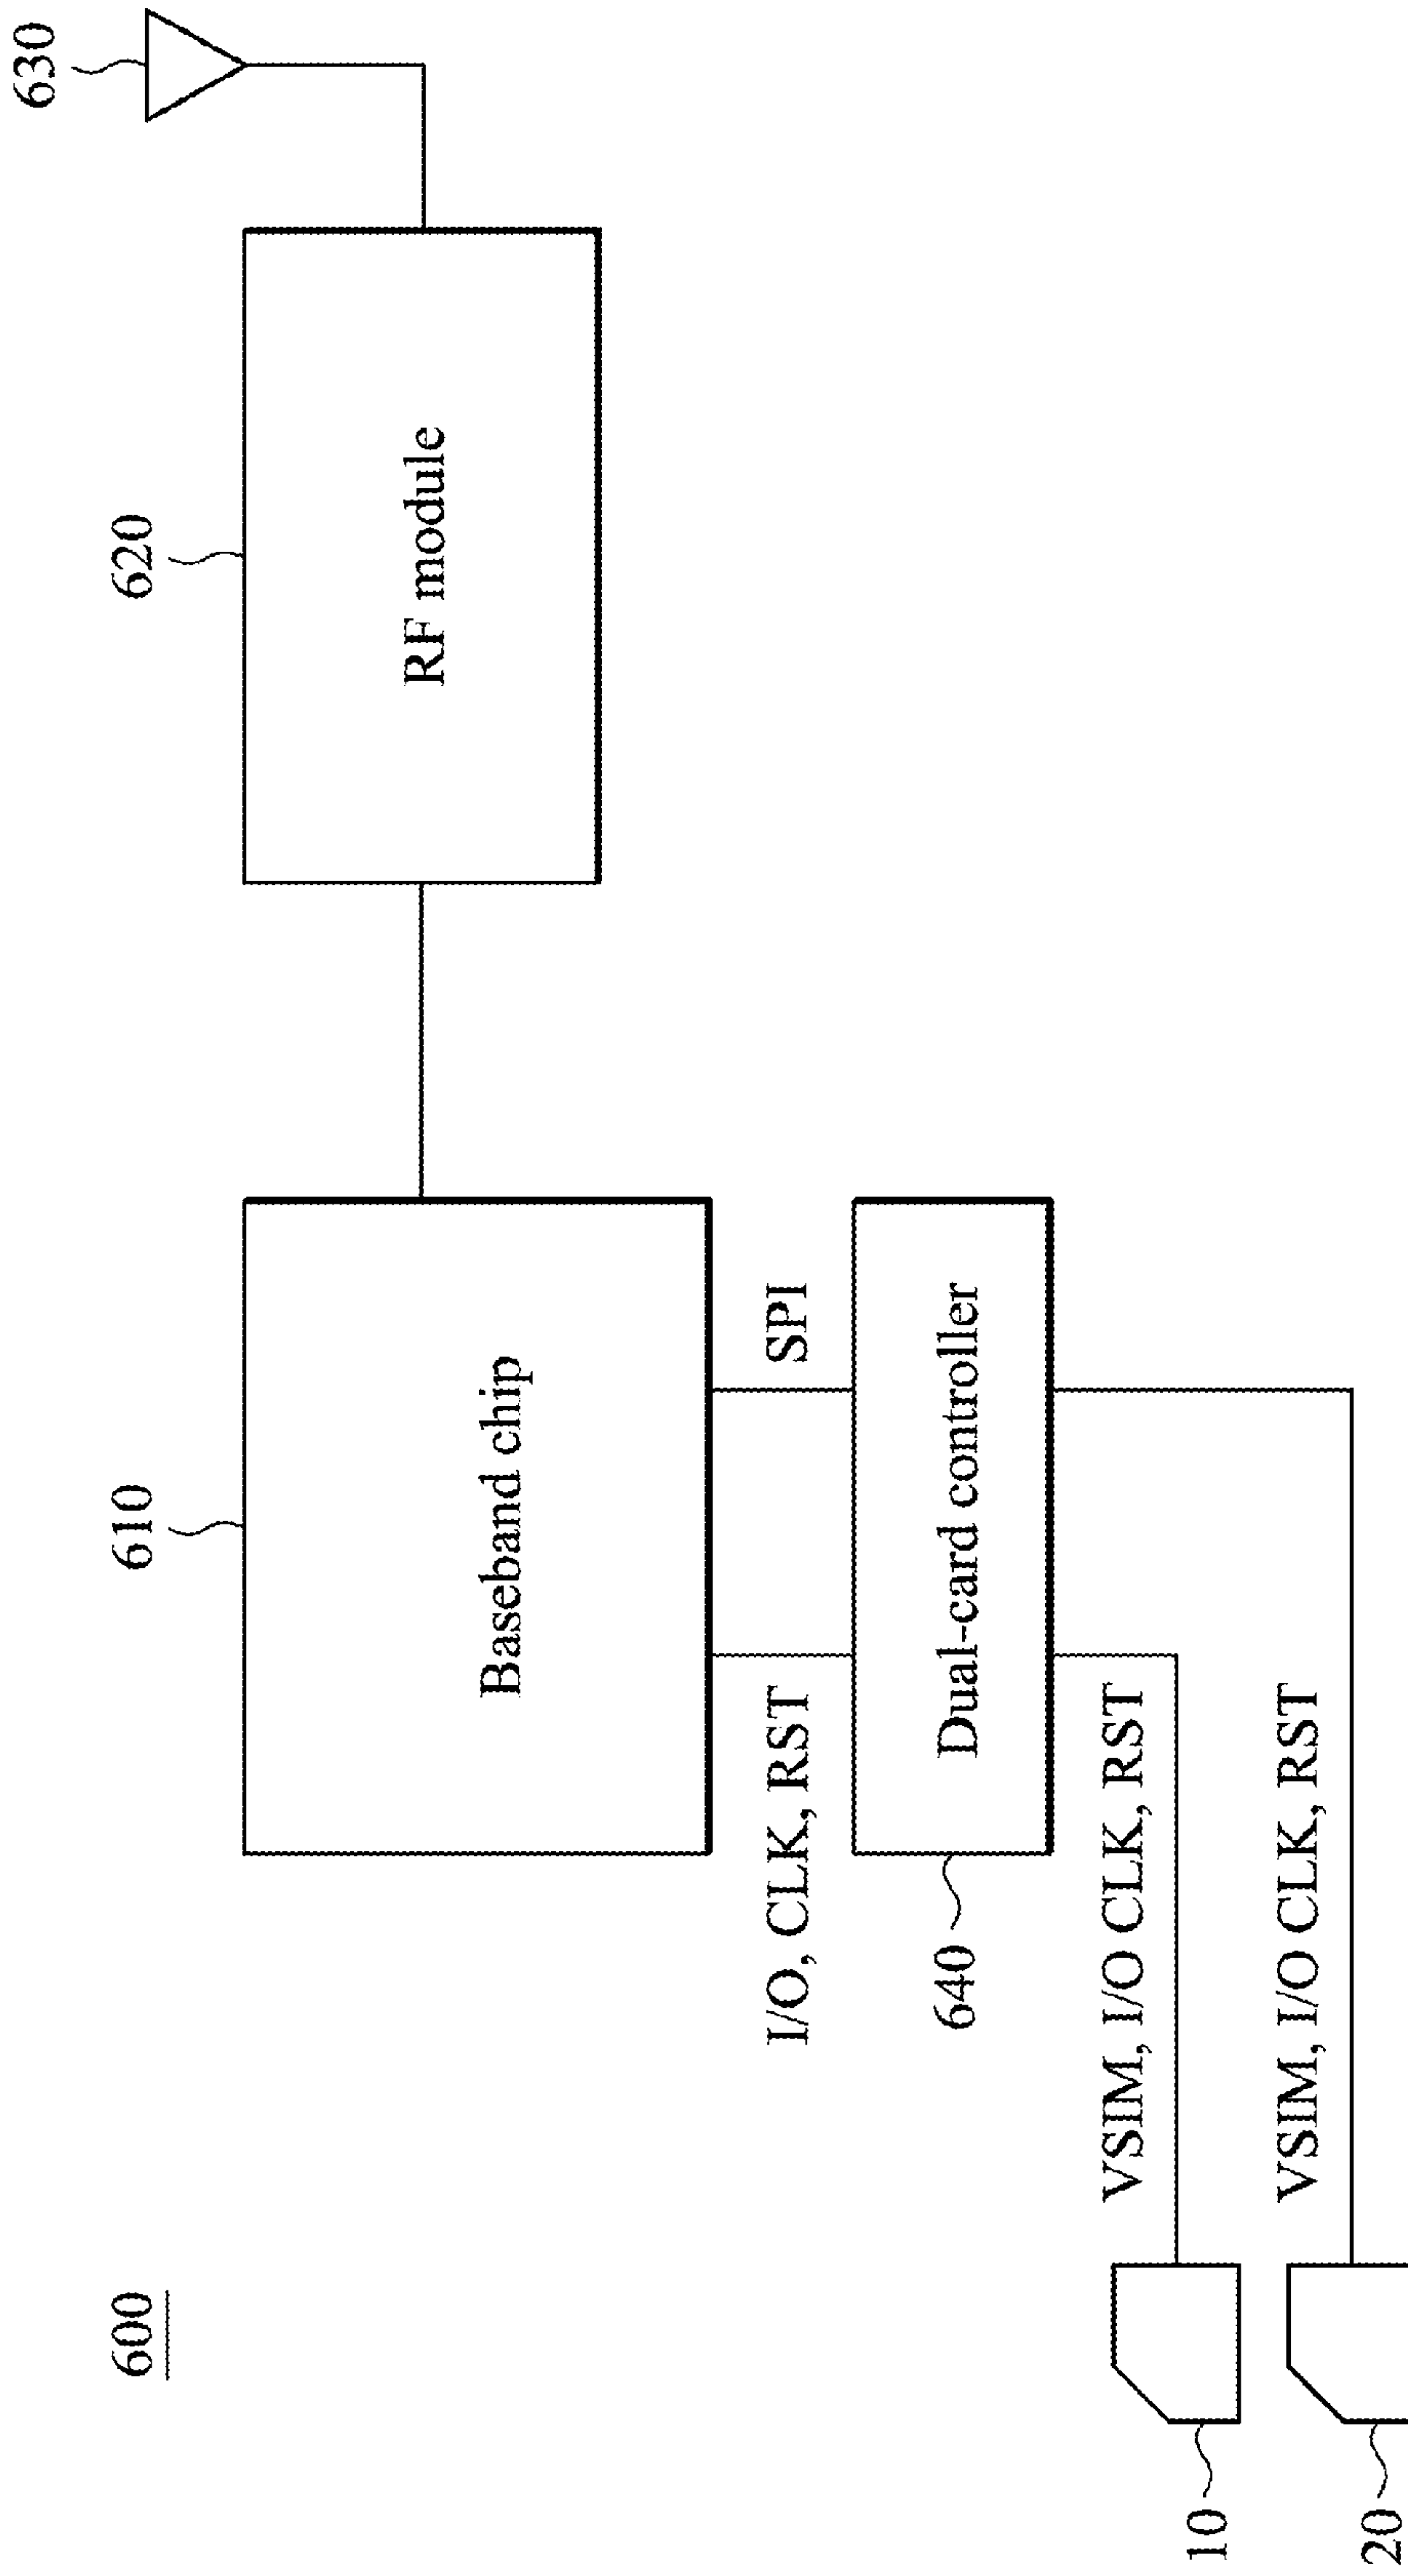 600
610
620
630
Baseband chip
RF module
I/O, CLK, RST
SPI
640
Dual-card controller
VSIM, I/O CLK, RST
10
VSIM, I/O CLK, RST
20